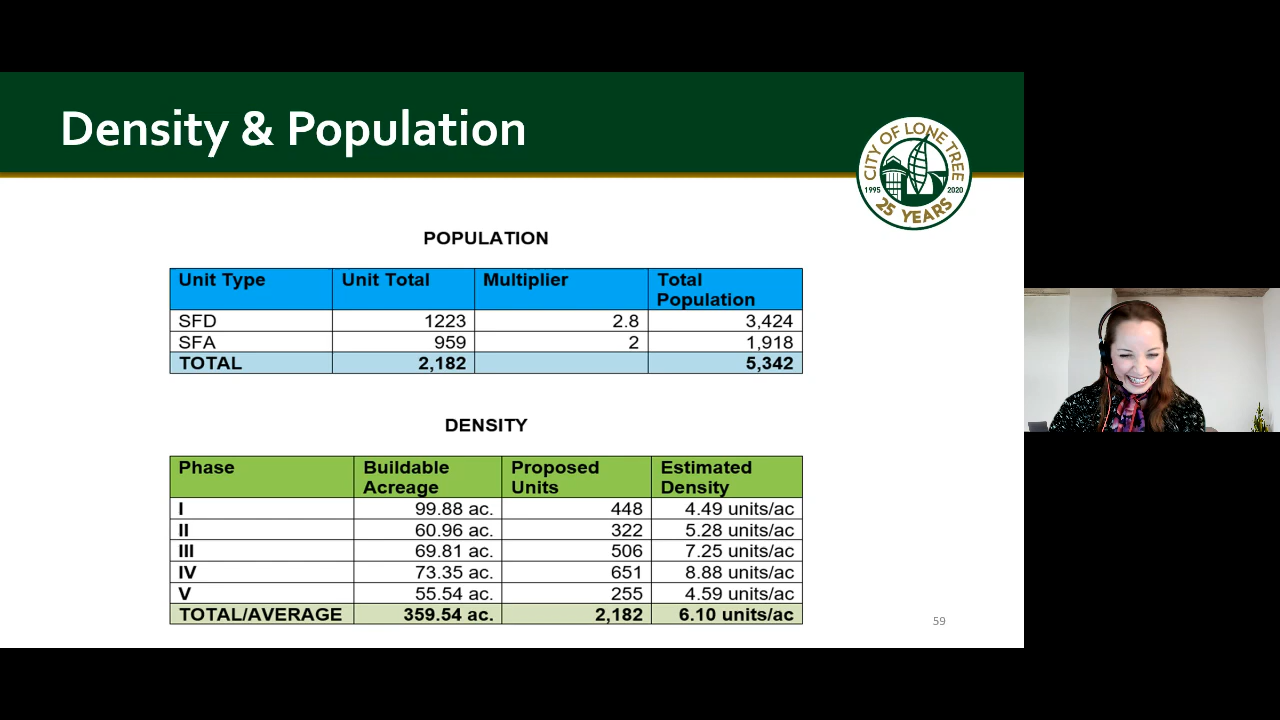 Density & Population
CITY OF LONE TREE
1995 2020
25 YEARS
POPULATION
Unit Type Unit Total Multiplier Total Population
SFD 1223 2.8 3,424
SFA 959 2 1,918
TOTAL 2,182 5,342
DENSITY
Phase Buildable Acreage Proposed Units Estimated Density
I 99.88 ac. 448 4.49 units/ac
II 60.96 ac. 322 5.28 units/ac
III 69.81 ac. 506 7.25 units/ac
IV 73.35 ac. 651 8.88 units/ac
V 55.54 ac. 255 4.59 units/ac
TOTAL/AVERAGE 359.54 ac. 2,182 6.10 units/ac
59